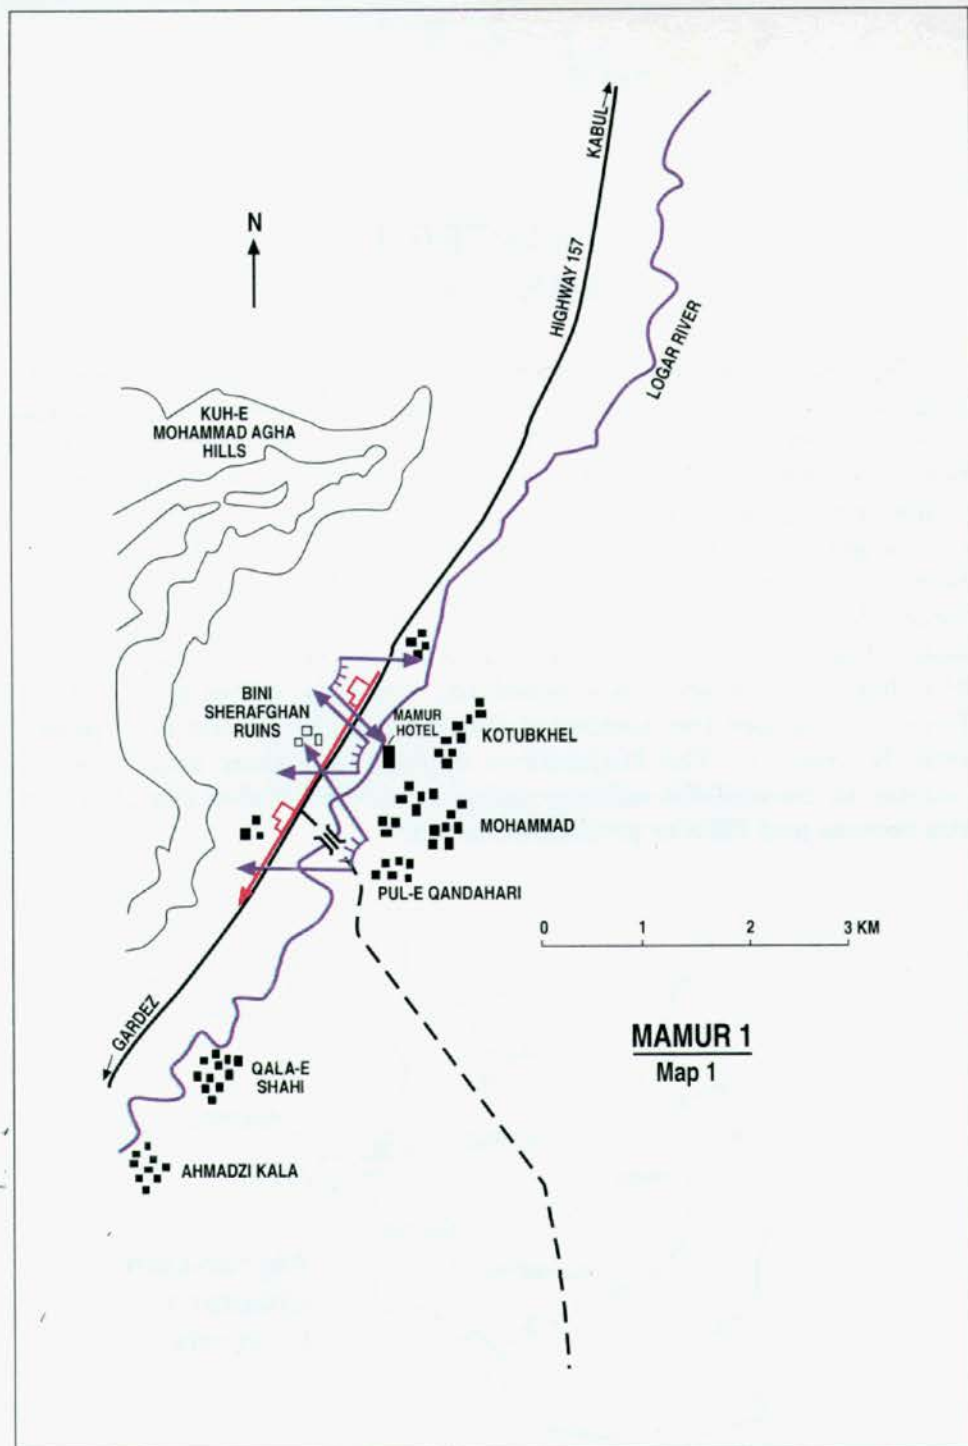 KABUL
N
HIGHWAY 157
LOGAR RIVER
KUH-E
MOHAMMAD AGHA
HILLS
BINI
SHERAFGHAN
RUINS
MAMUR
HOTEL
KOTUBKHEL
MOHAMMAD
PUL-E QANDAHARI
0 1 2 3 KM
GARDEZ
MAMUR 1
Map 1
QALA-E
SHAHI
AHMADZI KALA